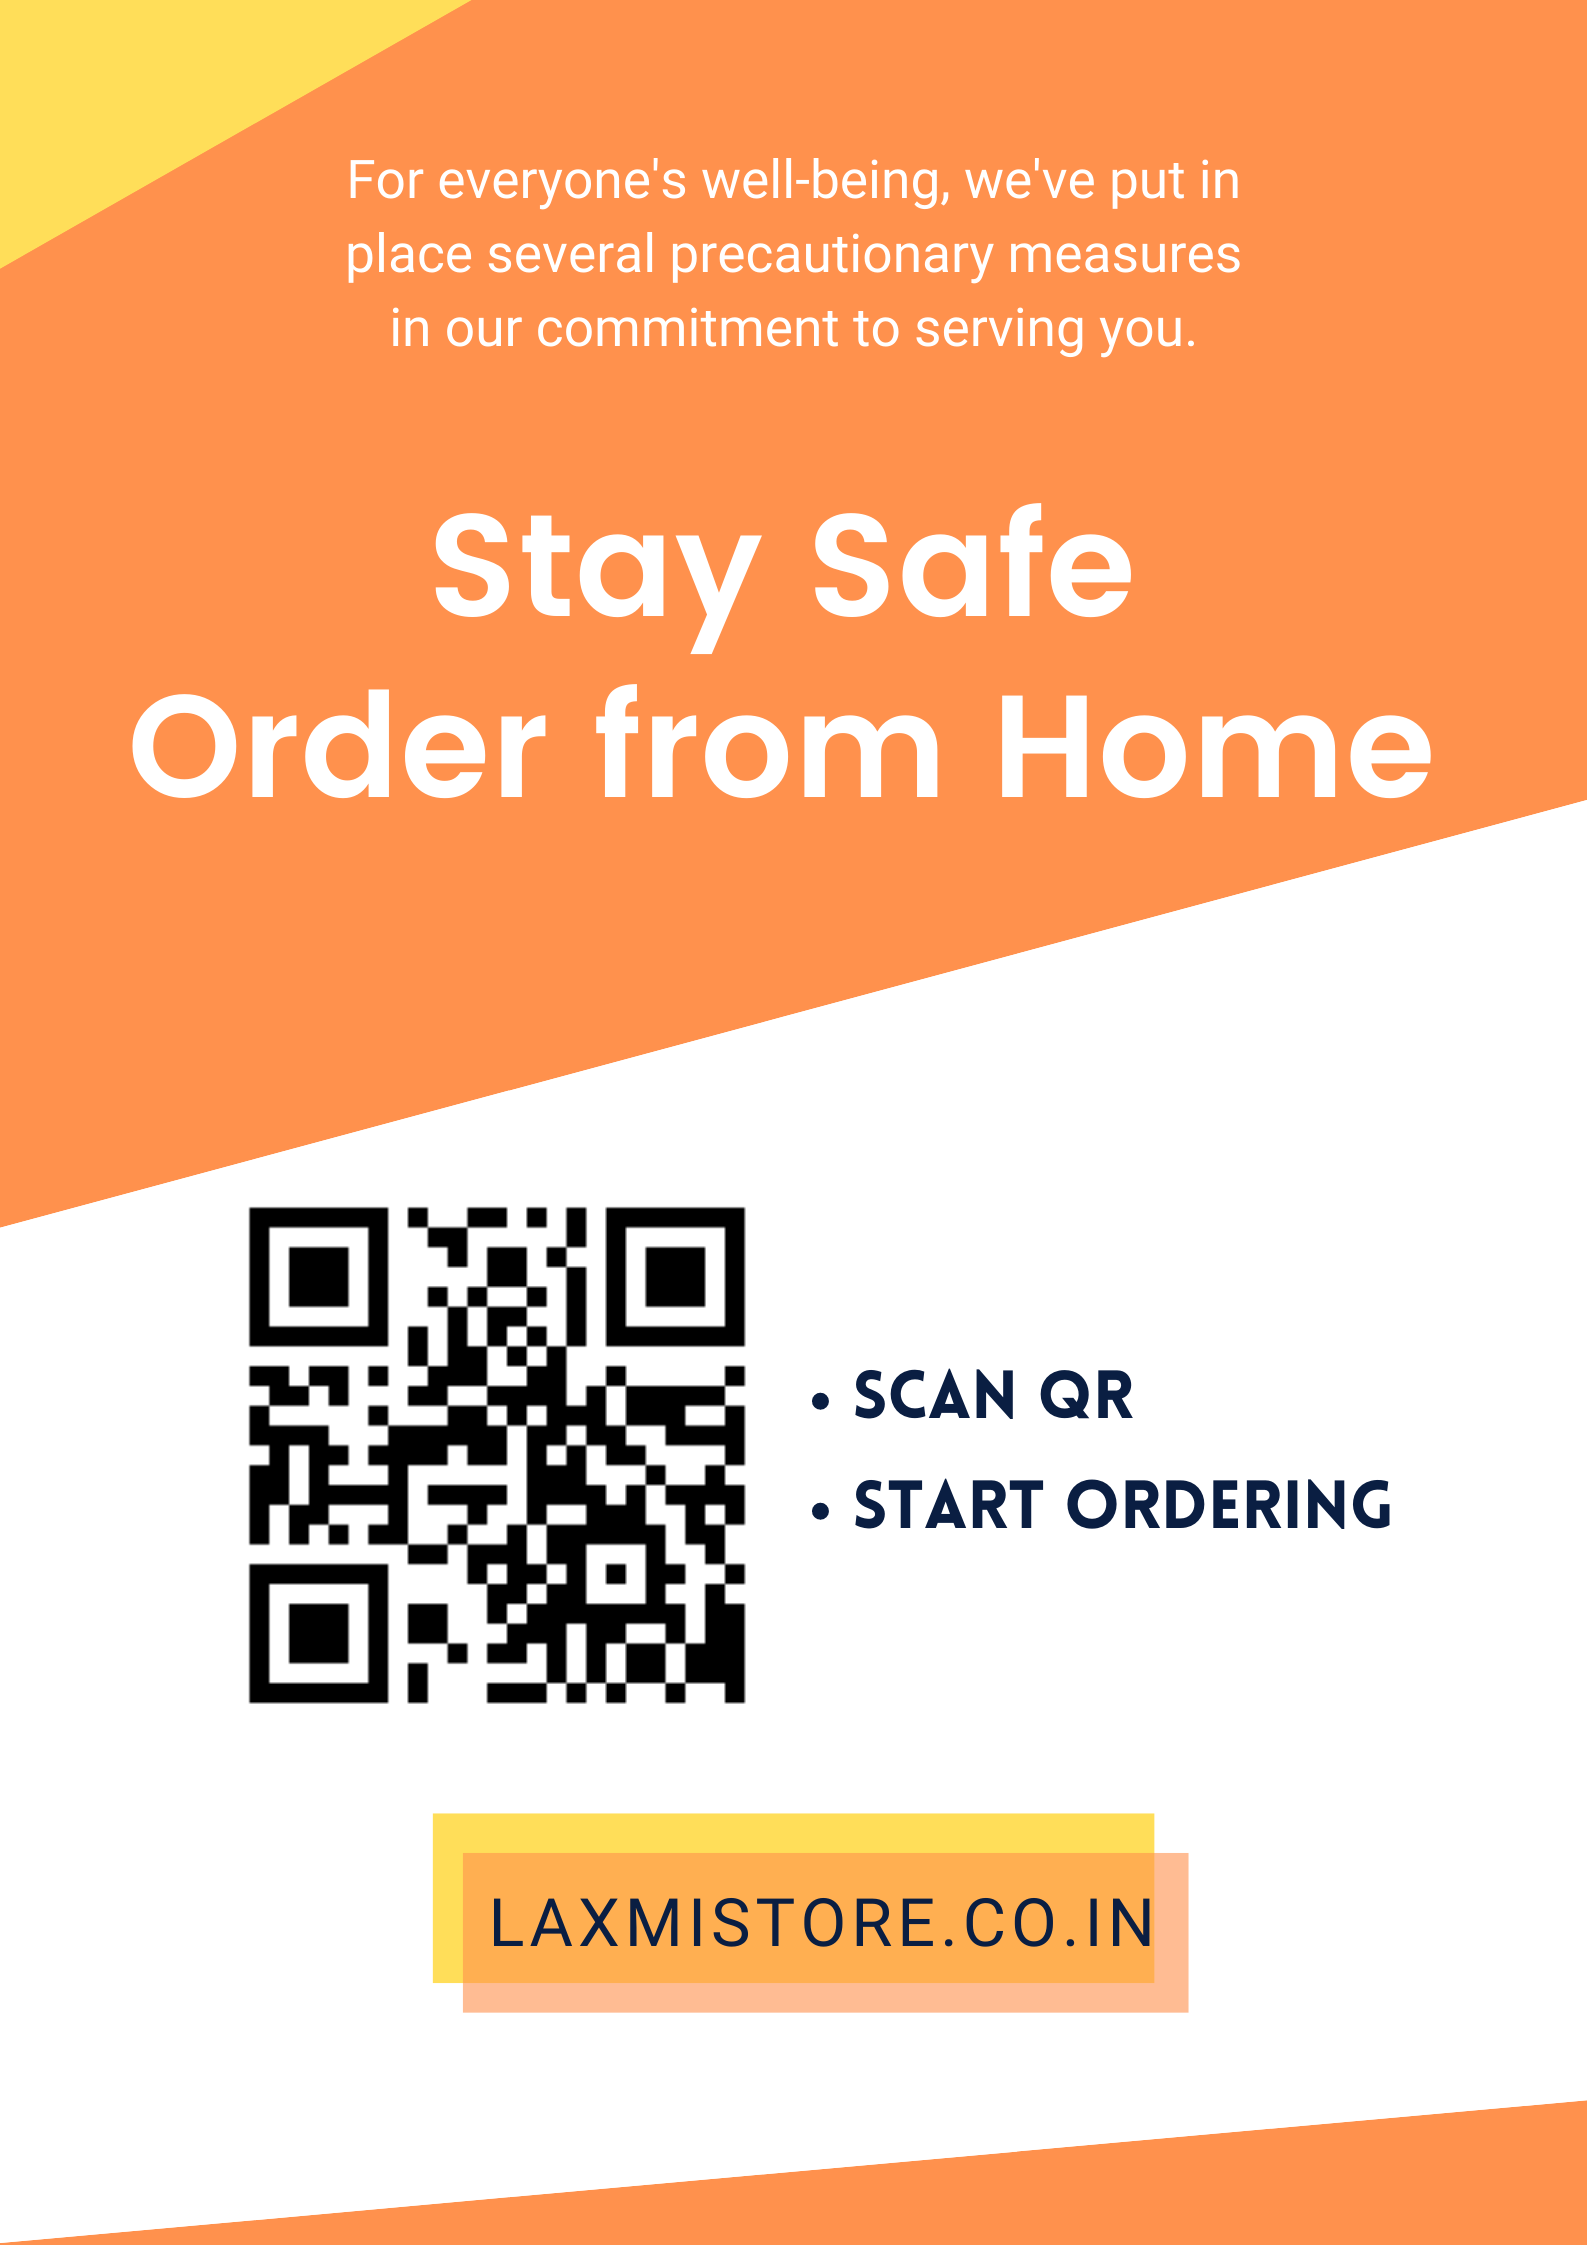 For everyone's well-being, we've put in
place several precautionary measures
in our commitment to serving you.
Stay Safe
Order from Home
• SCAN QR
• START ORDERING
LAXMISTORE.CO.IN